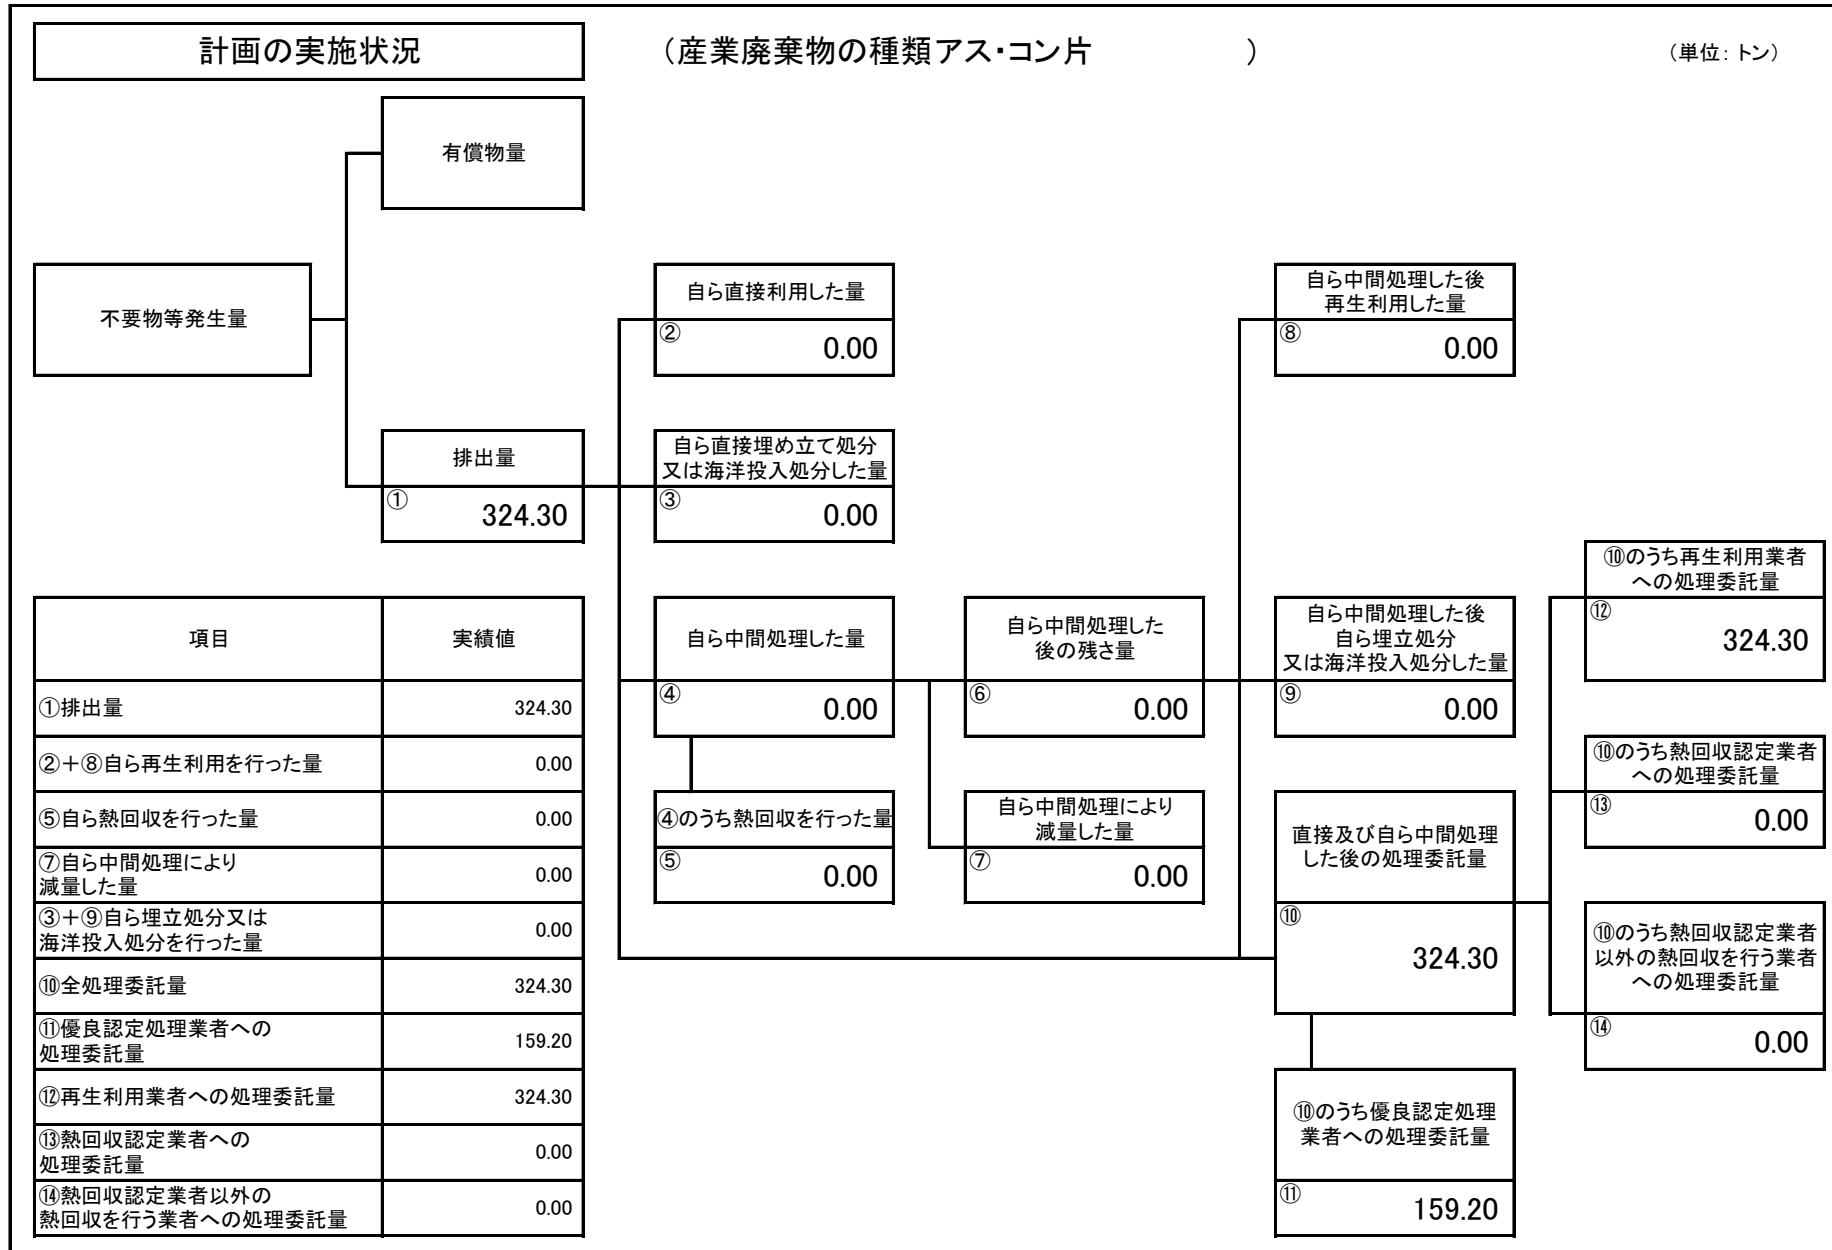 計画の実施状況
（産業廃棄物の種類アス・コン片　　　　　）
（単位：トン）
有償物量
不要物等発生量
自ら直接利用した量
②
0.00
自ら中間処理した後
再生利用した量
⑧
0.00
排出量
①
324.30
自ら直接埋め立て処分
又は海洋投入処分した量
③
0.00
⑩のうち再生利用業者
への処理委託量
⑫
324.30
自ら中間処理した量
④
0.00
自ら中間処理した
後の残さ量
⑥
0.00
自ら中間処理した後
自ら埋立処分
又は海洋投入処分した量
⑨
0.00
⑩のうち熱回収認定業者
への処理委託量
⑬
0.00
④のうち熱回収を行った量
⑤
0.00
自ら中間処理により
減量した量
⑦
0.00
直接及び自ら中間処理
した後の処理委託量
⑩
324.30
⑩のうち熱回収認定業者
以外の熱回収を行う業者
への処理委託量
⑭
0.00
⑩のうち優良認定処理
業者への処理委託量
⑪
159.20
項目 実績値
①排出量 324.30
②＋⑧自ら再生利用を行った量 0.00
⑤自ら熱回収を行った量 0.00
⑦自ら中間処理により
減量した量 0.00
③＋⑨自ら埋立処分又は
海洋投入処分を行った量 0.00
⑩全処理委託量 324.30
⑪優良認定処理業者への
処理委託量 159.20
⑫再生利用業者への処理委託量 324.30
⑬熱回収認定業者への
処理委託量 0.00
⑭熱回収認定業者以外の
熱回収を行う業者への処理委託量 0.00